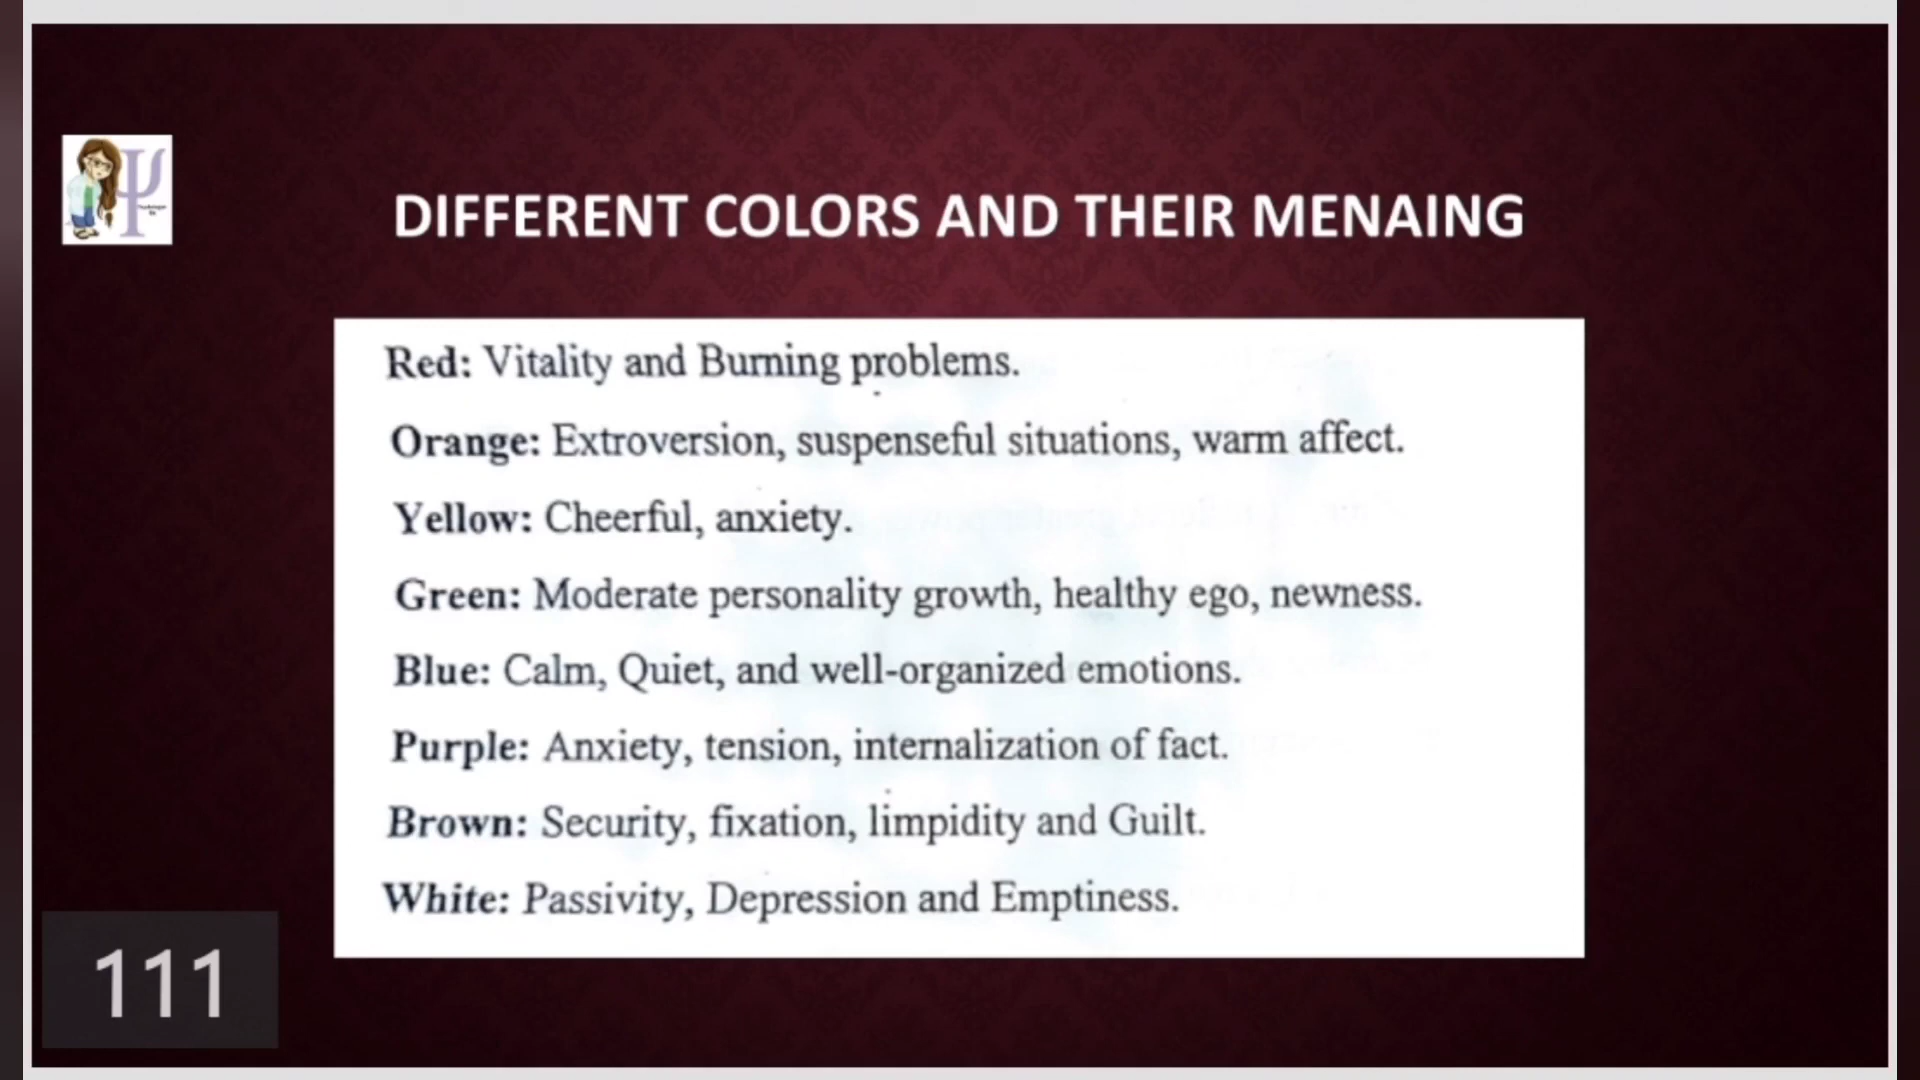 DIFFERENT COLORS AND THEIR MENAING
Red: Vitality and Burning problems.
Orange: Extroversion, suspenseful situations, warm affect.
Yellow: Cheerful, anxiety.
Green: Moderate personality growth, healthy ego, newness.
Blue: Calm, Quiet, and well-organized emotions.
Purple: Anxiety, tension, internalization of fact.
Brown: Security, fixation, limpidity and Guilt.
White: Passivity, Depression and Emptiness.
111